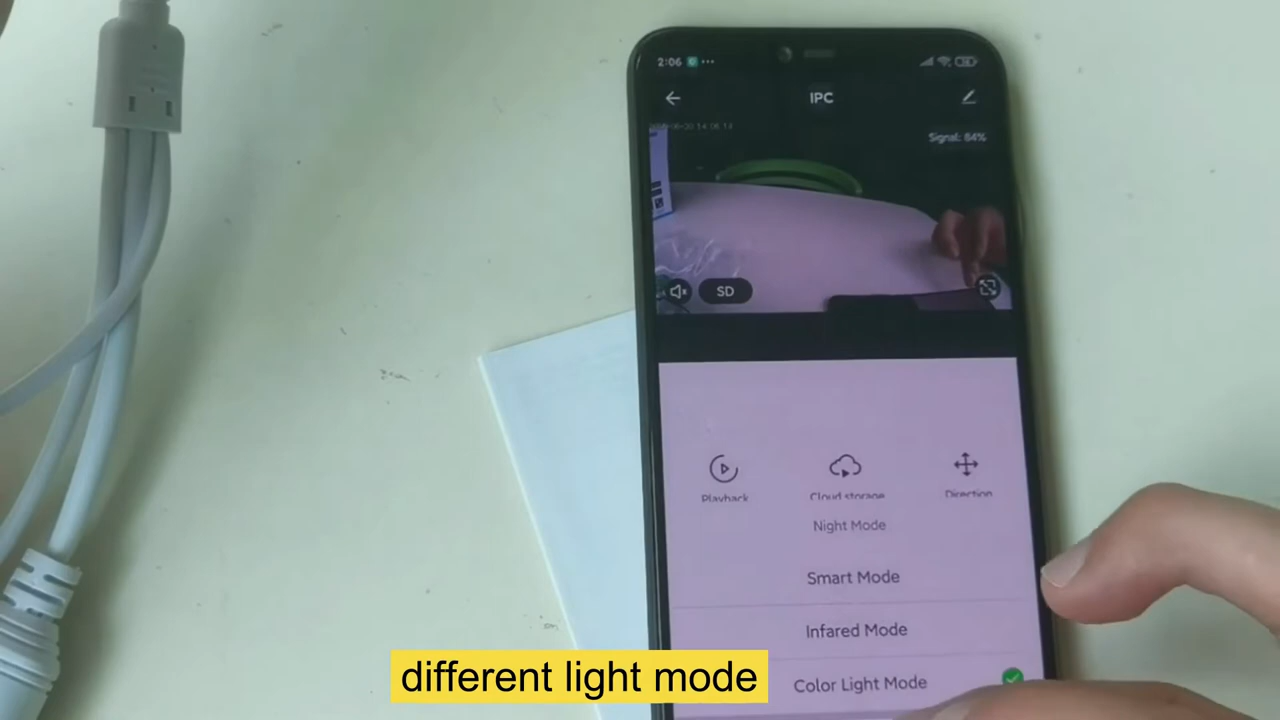 2:06
IPC
Signal: 84%
SD
Playback
Cloud storage
Direction
Night Mode
Smart Mode
Infared Mode
Color Light Mode
different light mode